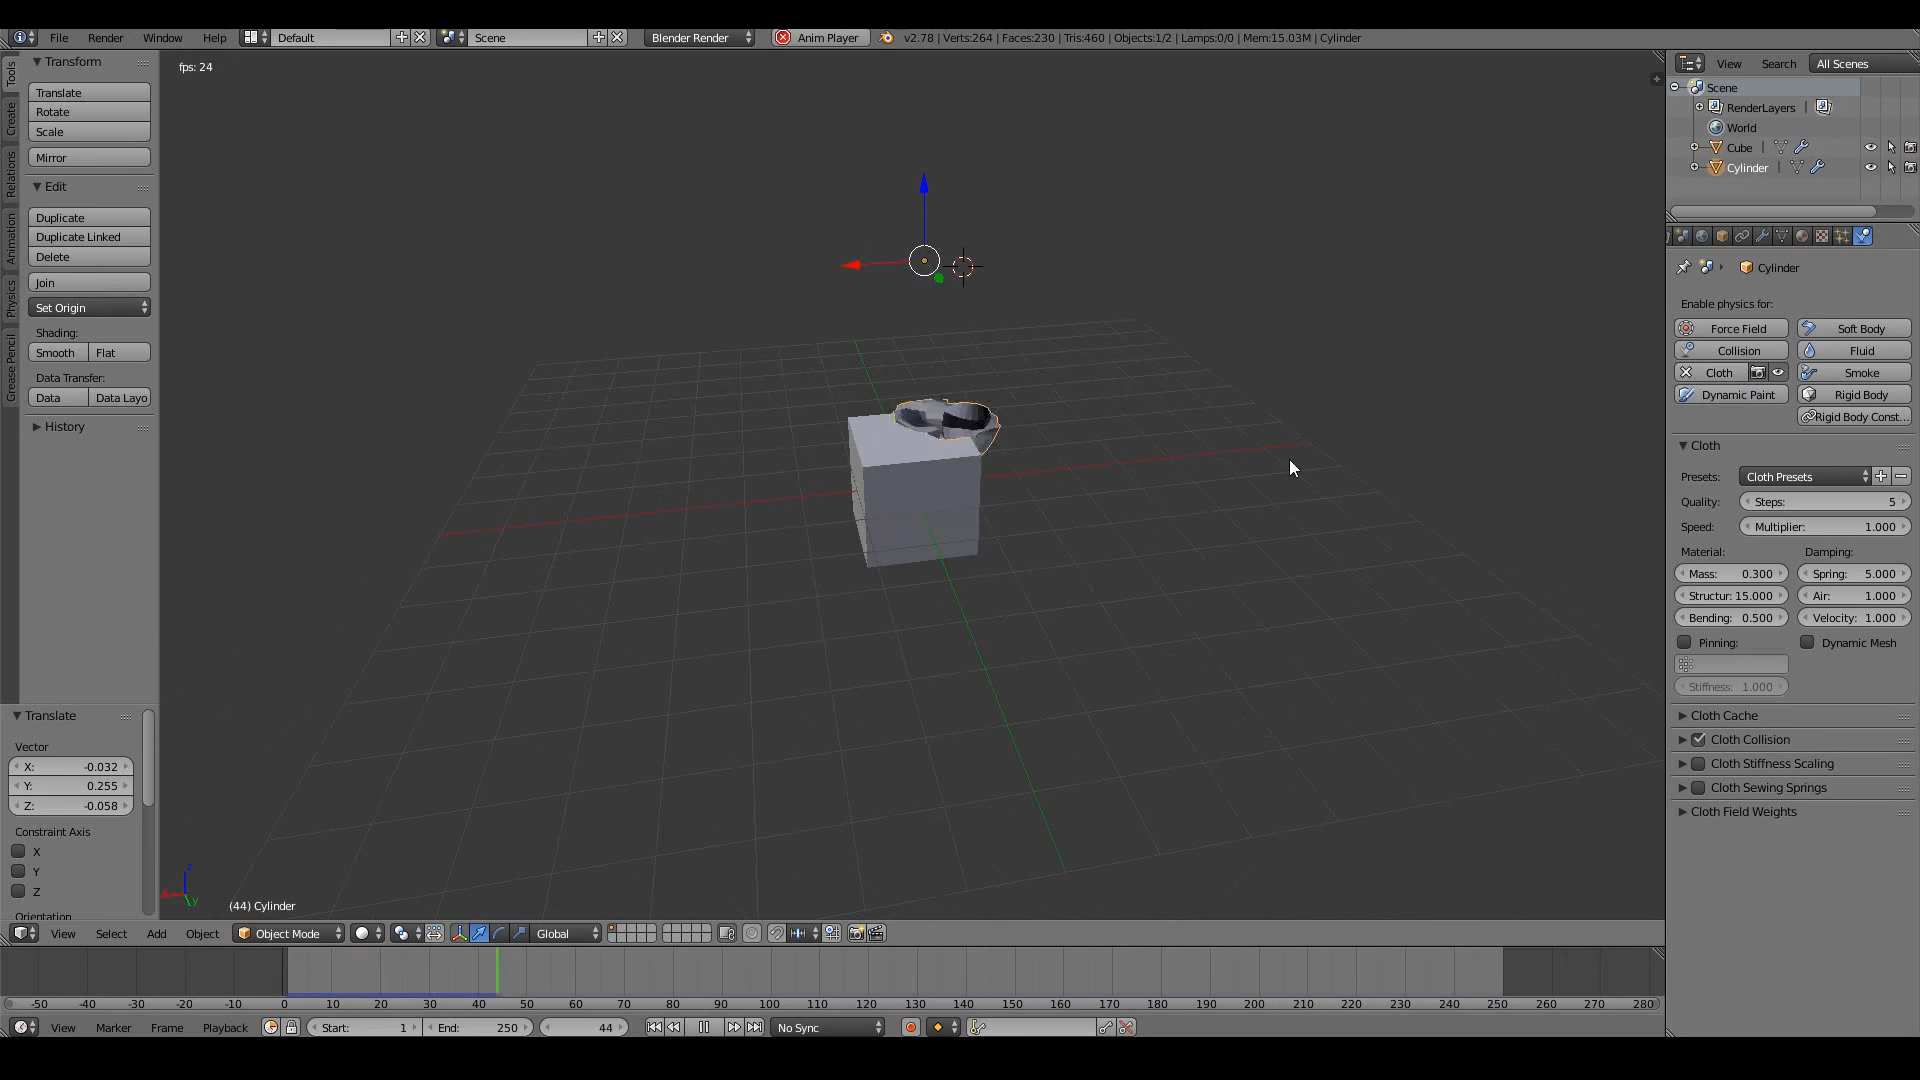 File Render Window Help Default Scene Blender Render Anim Player v2.78 | Verts:264 | Faces:230 | Tris:460 | Objects:1/2 | Lamps:0/0 | Mem:15.03M | Cylinder
Tools
Create
Relations
Animation
Physics
Grease Pencil
Transform
Translate
Rotate
Scale
Mirror
Edit
Duplicate
Duplicate Linked
Delete
Join
Set Origin
Shading:
Smooth Flat
Data Transfer:
Data Data Layo
History
Translate
Vector
X: -0.032
Y: 0.255
Z: -0.058
Constraint Axis
X
Y
Z
Orientation
fps: 24
z
x
y
(44) Cylinder
View Select Add Object Object Mode Global
-50 -40 -30 -20 -10 0 10 20 30 40 50 60 70 80 90 100 110 120 130 140 150 160 170 180 190 200 210 220 230 240 250 260 270 280
View Marker Frame Playback Start: 1 End: 250 44 No Sync
View Search All Scenes
Scene
RenderLayers |
World
Cube |
Cylinder |
Cylinder
Enable physics for:
Force Field Soft Body
Collision Fluid
Cloth Smoke
Dynamic Paint Rigid Body
Rigid Body Const...
Cloth
Presets: Cloth Presets
Quality: Steps: 5
Speed: Multiplier: 1.000
Material: Damping:
Mass: 0.300 Spring: 5.000
Structur: 15.000 Air: 1.000
Bending: 0.500 Velocity: 1.000
Pinning: Dynamic Mesh
Stiffness: 1.000
Cloth Cache
Cloth Collision
Cloth Stiffness Scaling
Cloth Sewing Springs
Cloth Field Weights